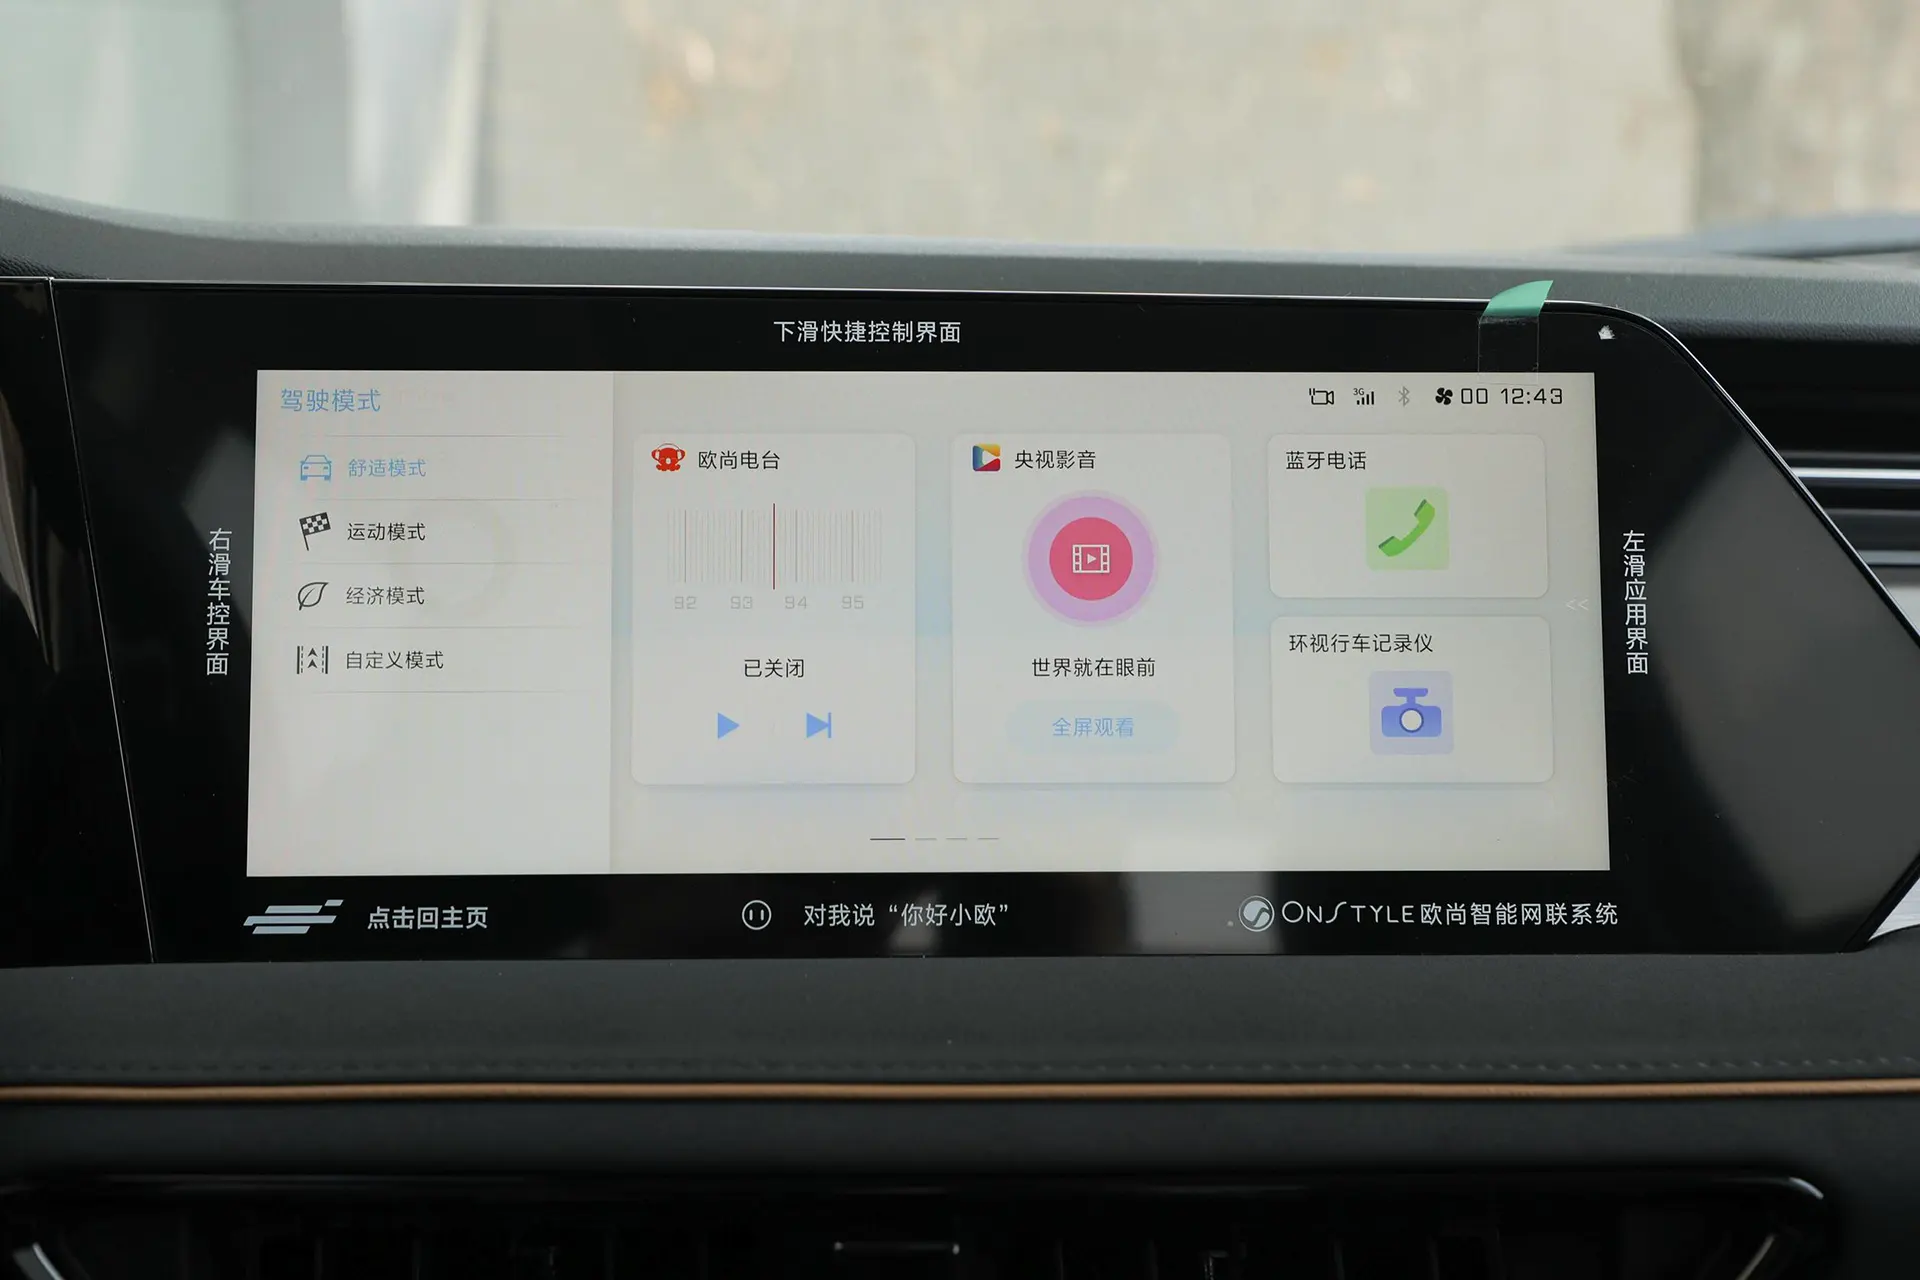 下滑快捷控制界面
驾驶模式
3G
00 12:43
舒适模式
运动模式
经济模式
自定义模式
欧尚电台
92 93 94 95
已关闭
央视影音
世界就在眼前
全屏观看
蓝牙电话
环视行车记录仪
<<
右滑车控界面
左滑应用界面
点击回主页
对我说“你好小欧”
ONSTYLE欧尚智能网联系统